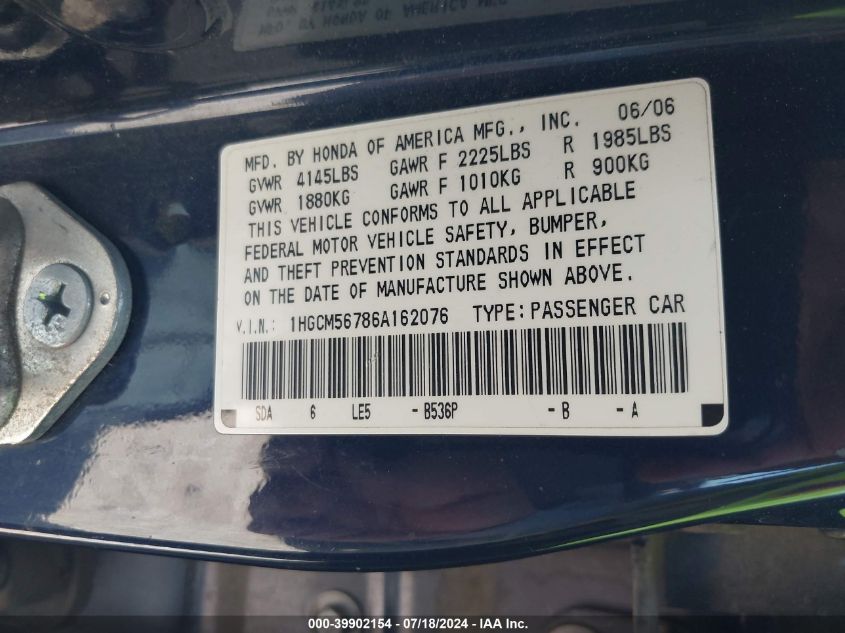 MFD. BY HONDA OF AMERICA MFG., INC. 06/06
GVWR 4145LBS GAWR F 2225LBS R 1985LBS
GVWR 1880KG GAWR F 1010KG R 900KG
THIS VEHICLE CONFORMS TO ALL APPLICABLE
FEDERAL MOTOR VEHICLE SAFETY, BUMPER,
AND THEFT PREVENTION STANDARDS IN EFFECT
ON THE DATE OF MANUFACTURE SHOWN ABOVE.
V.I.N.: 1HGCM56786A162076 TYPE: PASSENGER CAR
SDA 6 LE5 - B536P - B - A
000-39902154 - 07/18/2024 - IAA Inc.